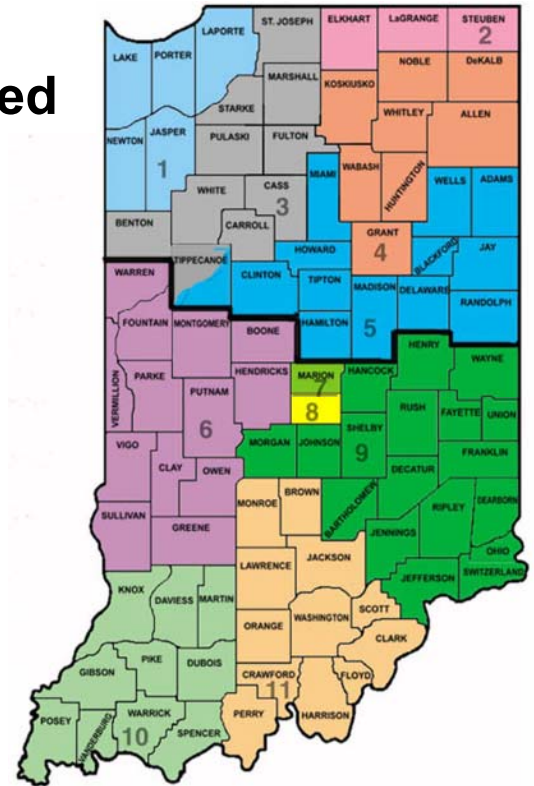 ed
ST. JOSEPH
ELKHART
LaGRANGE
STEUBEN
2
LAKE
PORTER
LAPORTE
MARSHALL
KOSKIUSKO
NOBLE
DeKALB
STARKE
WHITLEY
ALLEN
NEWTON
JASPER
1
PULASKI
FULTON
MIAMI
WABASH
HUNTINGTON
WELLS
ADAMS
WHITE
CASS
3
BENTON
CARROLL
GRANT
4
BLACKFORD
JAY
TIPPECANOE
HOWARD
CLINTON
TIPTON
MADISON
DELAWARE
RANDOLPH
WARREN
HAMILTON
5
FOUNTAIN
MONTGOMERY
BOONE
HENRY
WAYNE
VERMILLION
PARKE
PUTNAM
6
HENDRICKS
MARION
7
8
HANCOCK
RUSH
FAYETTE
UNION
SHELBY
9
MORGAN
JOHNSON
FRANKLIN
VIGO
CLAY
OWEN
DECATUR
MONROE
BROWN
BARTHOLOMEW
RIPLEY
DEARBORN
SULLIVAN
GREENE
JENNINGS
OHIO
LAWRENCE
JACKSON
JEFFERSON
SWITZERLAND
KNOX
DAVIESS
MARTIN
ORANGE
WASHINGTON
SCOTT
CLARK
GIBSON
PIKE
DUBOIS
CRAWFORD
11
FLOYD
HARRISON
POSEY
VANDERBURG
WARRICK
10
SPENCER
PERRY